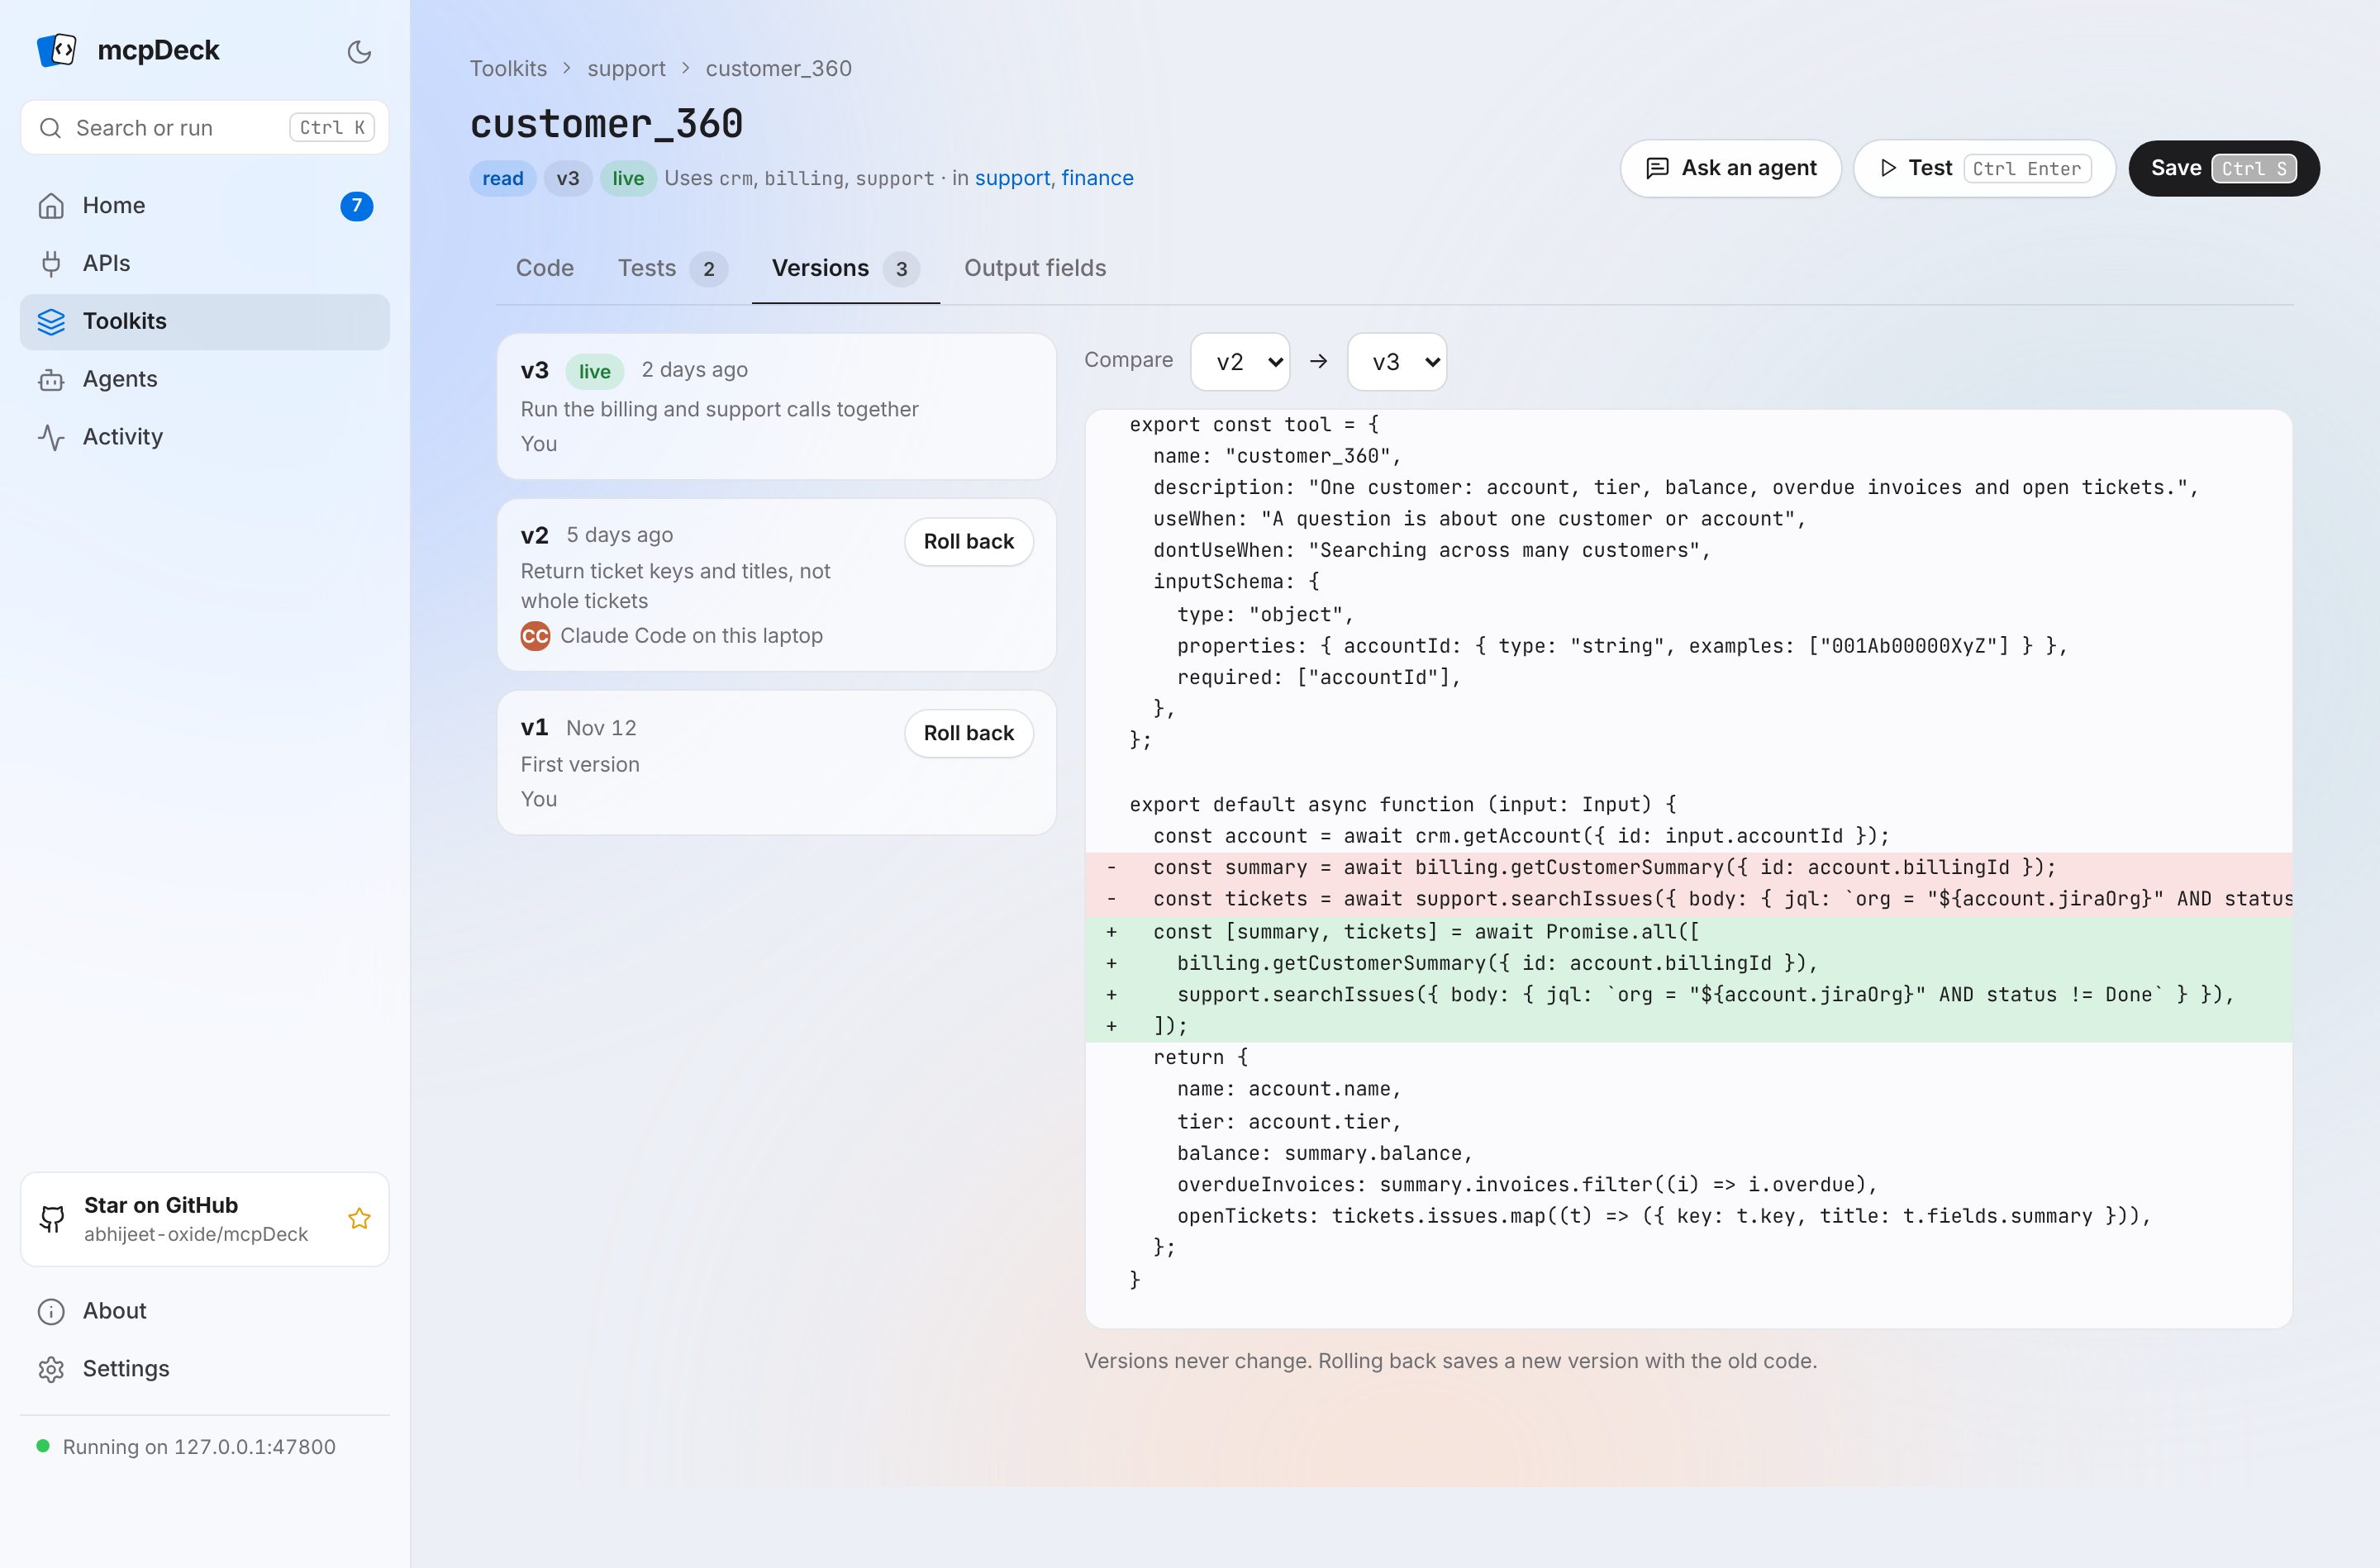 mcpDeck
Search or run Ctrl K
Home 7
APIs
Toolkits
Agents
Activity
Star on GitHub
abhijeet-oxide/mcpDeck
About
Settings
Running on 127.0.0.1:47800
Toolkits > support > customer_360
customer_360
read v3 live Uses crm, billing, support · in support, finance
Ask an agent
Test Ctrl Enter
Save Ctrl S
Code
Tests 2
Versions 3
Output fields
v3 live 2 days ago
Run the billing and support calls together
You
v2 5 days ago
Roll back
Return ticket keys and titles, not
whole tickets
CC Claude Code on this laptop
v1 Nov 12
Roll back
First version
You
Compare v2 → v3
export const tool = {
  name: "customer_360",
  description: "One customer: account, tier, balance, overdue invoices and open tickets.",
  useWhen: "A question is about one customer or account",
  dontUseWhen: "Searching across many customers",
  inputSchema: {
    type: "object",
    properties: { accountId: { type: "string", examples: ["001Ab00000XyZ"] } },
    required: ["accountId"],
  },
};
export default async function (input: Input) {
  const account = await crm.getAccount({ id: input.accountId });
-   const summary = await billing.getCustomerSummary({ id: account.billingId });
-   const tickets = await support.searchIssues({ body: { jql: `org = "${account.jiraOrg}" AND status
+   const [summary, tickets] = await Promise.all([
+     billing.getCustomerSummary({ id: account.billingId }),
+     support.searchIssues({ body: { jql: `org = "${account.jiraOrg}" AND status != Done` } }),
+   ]);
  return {
    name: account.name,
    tier: account.tier,
    balance: summary.balance,
    overdueInvoices: summary.invoices.filter((i) => i.overdue),
    openTickets: tickets.issues.map((t) => ({ key: t.key, title: t.fields.summary })),
  };
}
Versions never change. Rolling back saves a new version with the old code.